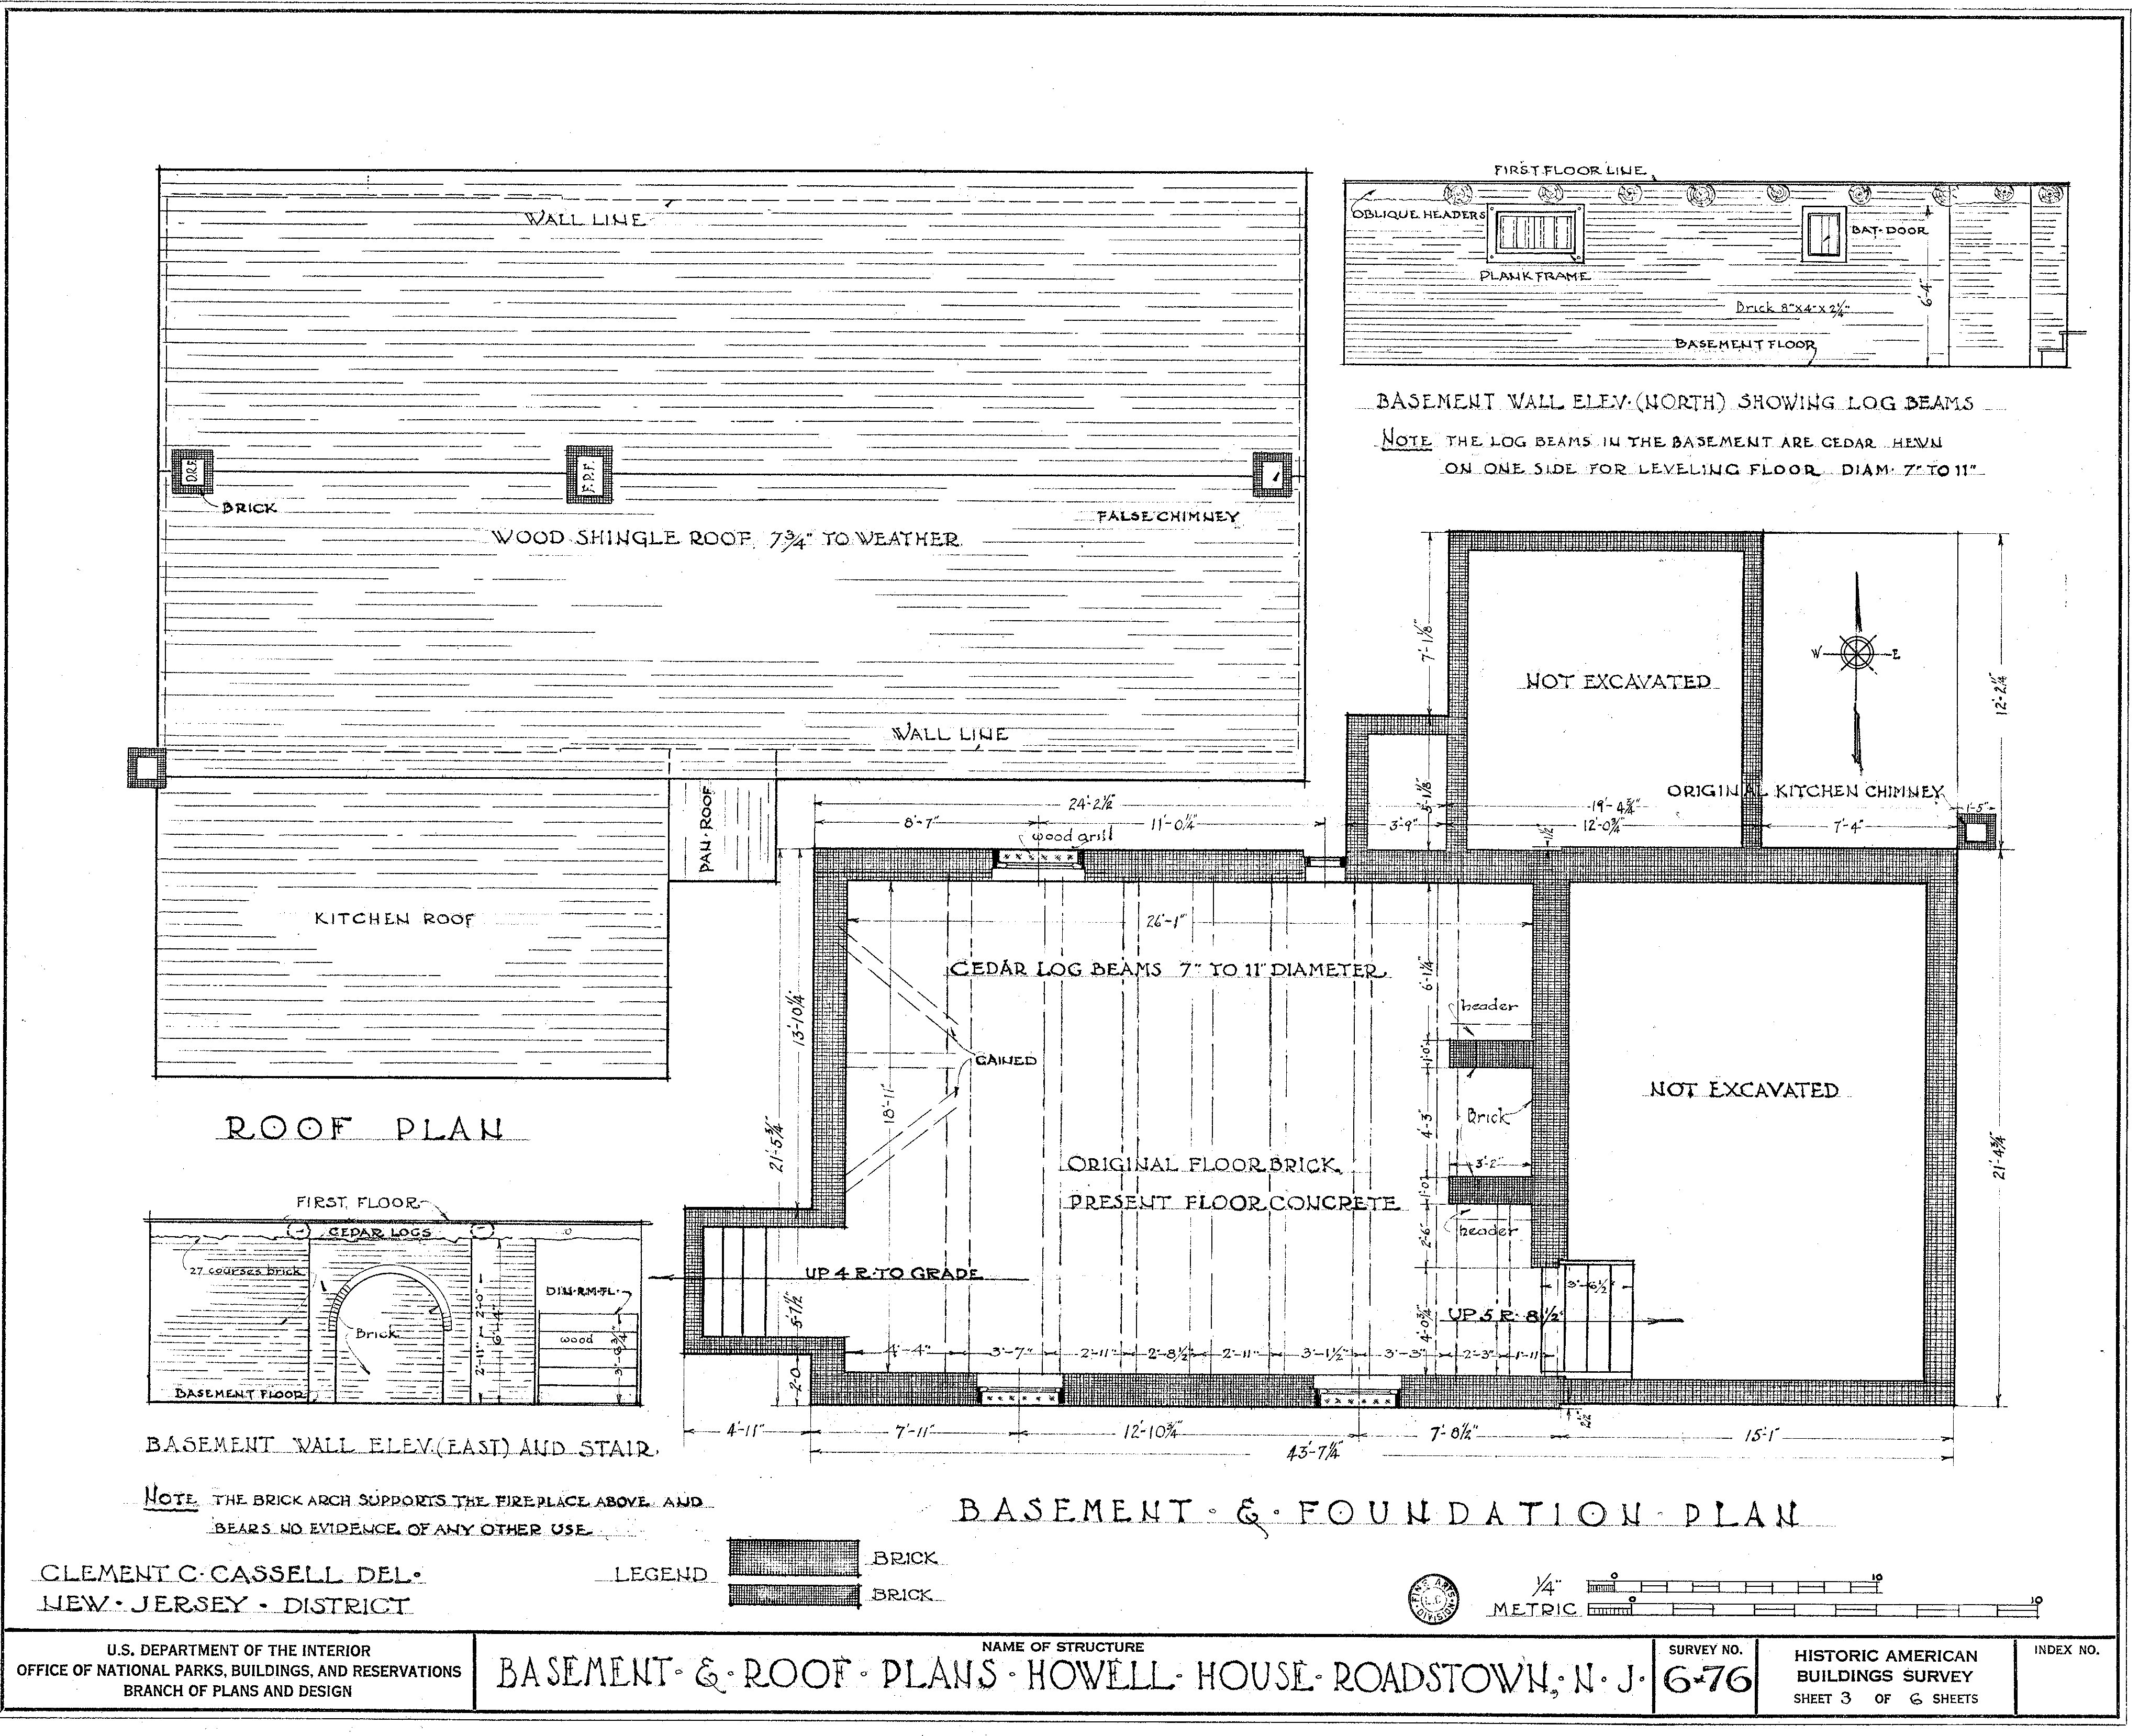 WALL LINE
D.R.F.
F.P.F.
BRICK
FALSE CHIMNEY
WOOD SHINGLE ROOF 7¾" TO WEATHER
WALL LINE
PAN-ROOF
KITCHEN ROOF
ROOF PLAN
FIRST FLOOR LINE
OBLIQUE HEADERS
BAT-DOOR
PLANK FRAME
6'-4"
Brick 8"X4"X2¼"
BASEMENT FLOOR
BASEMENT WALL ELEV. (NORTH) SHOWING LOG BEAMS
NOTE THE LOG BEAMS IN THE BASEMENT ARE CEDAR HEWN
ON ONE SIDE FOR LEVELING FLOOR DIAM. 7" TO 11"
NOT EXCAVATED
W E
7'-1⅛"
12'-2¼"
5'-1⅛"
ORIGINAL KITCHEN CHIMNEY
24'-2½"
19'-4¾"
1'-5"
8'-7"
11'-0¼"
3'-9"
12'-0¾"
7'-4"
wood grill
26'-1"
CEDAR LOG BEAMS 7" TO 11" DIAMETER
6'-1¼"
header
13'-10¼"
GAINED
1'-0"
18'-11"
NOT EXCAVATED
Brick
4'-3"
21'-5¾"
21'-4¾"
ORIGINAL FLOOR BRICK
PRESENT FLOOR CONCRETE
3'-2"
1'-0"
header
2'-6"
UP 4 R. TO GRADE
3'-6½"
5'-7½"
UP 5 R. 8½"
4'-0¾"
4'-4" 3'-7" 2'-11" 2'-8½" 2'-11" 3'-1½" 3'-3" 2'-3" 1'-11"
2'-0"
4'-11" 7'-11" 12'-10¾" 7'-8½" 15'-1"
43'-7¼"
BASEMENT & FOUNDATION PLAN
FIRST FLOOR
CEDAR LOGS
27 courses brick
DIN-RM-FL.
2'-0"
6'-4"
Brick
wood
2'-11"
3'-6¾"
BASEMENT FLOOR
BASEMENT WALL ELEV. (EAST) AND STAIR.
NOTE THE BRICK ARCH SUPPORTS THE FIREPLACE ABOVE AND
BEARS NO EVIDENCE OF ANY OTHER USE
CLEMENT C. CASSELL DEL.
NEW JERSEY DISTRICT
LEGEND
BRICK
BRICK
FINE ARTS DIVISION L.C.
¼" 0 10
METRIC 0 10
U.S. DEPARTMENT OF THE INTERIOR
OFFICE OF NATIONAL PARKS, BUILDINGS, AND RESERVATIONS
BRANCH OF PLANS AND DESIGN
NAME OF STRUCTURE
BASEMENT & ROOF PLANS HOWELL HOUSE ROADSTOWN, N. J.
SURVEY NO.
6-76
HISTORIC AMERICAN
BUILDINGS SURVEY
SHEET 3 OF 6 SHEETS
INDEX NO.